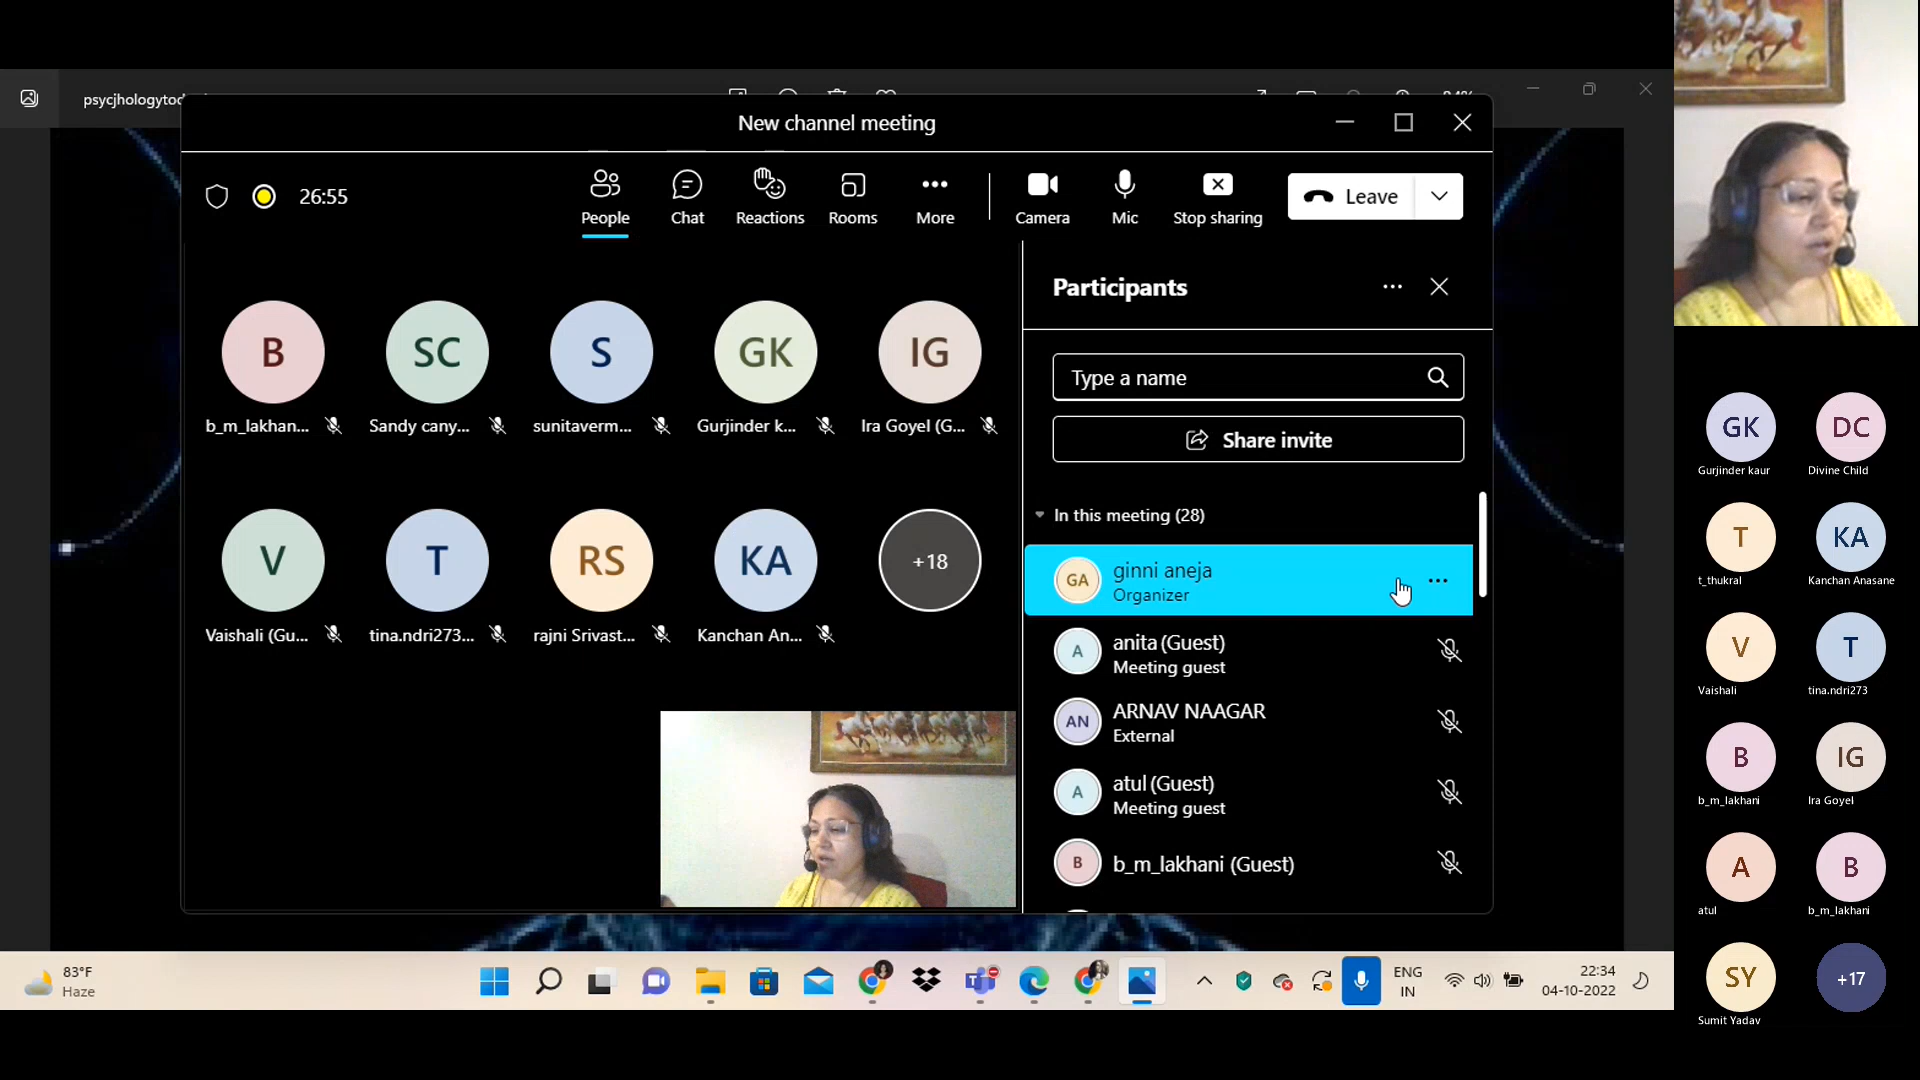 psycjhologytod
New channel meeting
26:55
People
Chat
Reactions
Rooms
More
Camera
Mic
Stop sharing
Leave
B
SC
S
GK
IG
b_m_lakhan...
Sandy cany...
sunitaverm...
Gurjinder k...
Ira Goyel (G...
V
T
RS
KA
+18
Vaishali (Gu...
tina.ndri273...
rajni Srivast...
Kanchan An...
Participants
Type a name
Share invite
In this meeting (28)
GA
ginni aneja
Organizer
A
anita (Guest)
Meeting guest
AN
ARNAV NAAGAR
External
A
atul (Guest)
Meeting guest
B
b_m_lakhani (Guest)
GK
DC
Gurjinder kaur
Divine Child
T
KA
t_thukral
Kanchan Anasane
V
T
Vaishali
tina.ndri273
B
IG
b_m_lakhani
Ira Goyel
A
B
atul
b_m_lakhani
SY
+17
Sumit Yadav
83°F
Haze
ENG
IN
22:34
04-10-2022